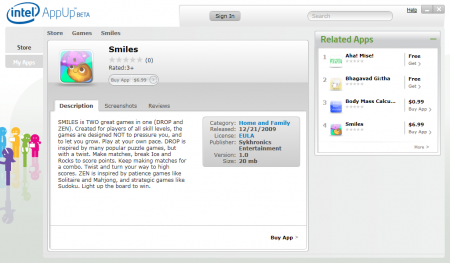 intel AppUp BETA
Sign In
Search
Help
Store
My Apps
Store Games Smiles
Smiles
(0)
Rated:3+
Buy App $6.99
Description Screenshots Reviews
SMILES is TWO great games in one (DROP and
ZEN). Created for players of all skill levels, the
games are designed NOT to pressure you, and
to let you grow. Play at your own pace. DROP is
inspired by many popular puzzle games, but
with a twist. Make matches, break Ice and
Rocks to score points. Keep making matches for
a combo. Twist and turn your way to high
scores. ZEN is inspired by patience games like
Solitaire and Mahjong, and strategic games like
Sudoku. Light up the board to win.
Category: Home and Family
Released: 12/21/2009
License: EULA
Publisher: Sykhronics
Entertainment
Version: 1.0
Size: 20 mb
Buy App >
Related Apps
1 Aha! Mise! Free
Get >
2 Bhagavad Girtha Free
Get >
3 Body Mass Calcu... $0.99
Buy App >
4 Smiles $6.99
Buy App >
More >